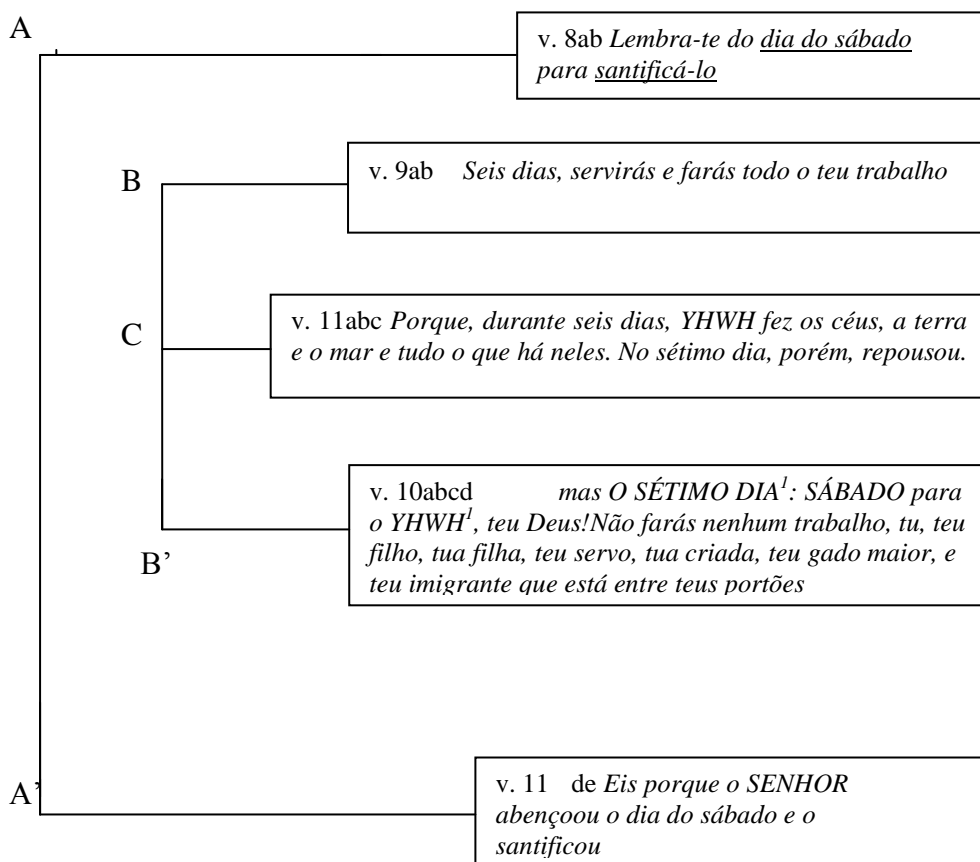 A
v. 8ab Lembra-te do dia do sábado
para santificá-lo
B
v. 9ab Seis dias, servirás e farás todo o teu trabalho
C
v. 11abc Porque, durante seis dias, YHWH fez os céus, a terra
e o mar e tudo o que há neles. No sétimo dia, porém, repousou.
B’
v. 10abcd mas O SÉTIMO DIA¹: SÁBADO para
o YHWH¹, teu Deus!Não farás nenhum trabalho, tu, teu
filho, tua filha, teu servo, tua criada, teu gado maior, e
teu imigrante que está entre teus portões
A’
v. 11 de Eis porque o SENHOR
abençoou o dia do sábado e o
santificou